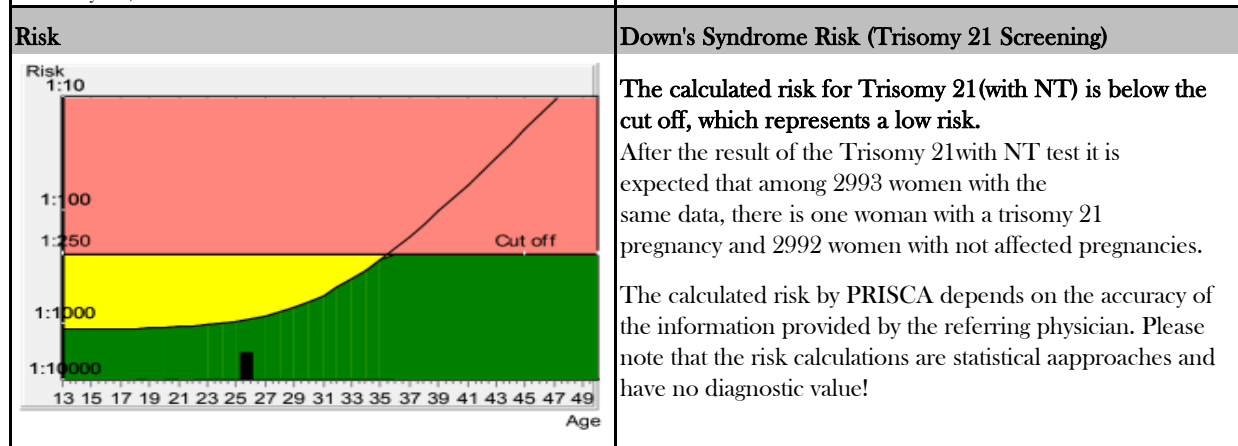 Risk
Down's Syndrome Risk (Trisomy 21 Screening)
Risk
1:10
1:100
1:250
Cut off
1:1000
1:10000
13 15 17 19 21 23 25 27 29 31 33 35 37 39 41 43 45 47 49
Age
The calculated risk for Trisomy 21(with NT) is below the
cut off, which represents a low risk.
After the result of the Trisomy 21with NT test it is
expected that among 2993 women with the
same data, there is one woman with a trisomy 21
pregnancy and 2992 women with not affected pregnancies.
The calculated risk by PRISCA depends on the accuracy of
the information provided by the referring physician. Please
note that the risk calculations are statistical aapproaches and
have no diagnostic value!